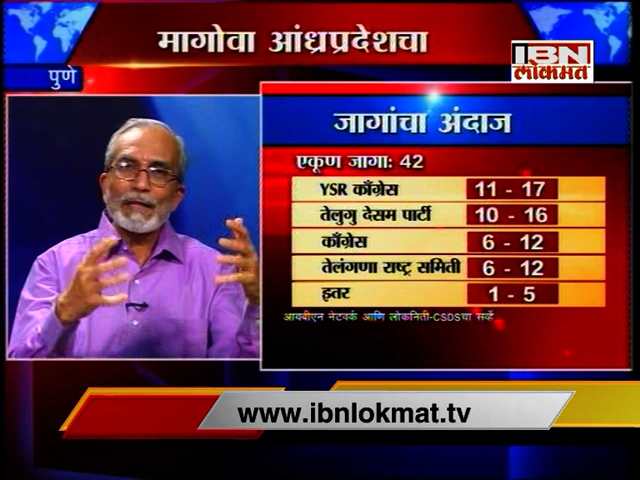 मागोवा आंध्रप्रदेशचा
IBN
लोकमत
पुणे
जागांचा अंदाज
एकूण जागा: 42
YSR काँग्रेस 11 - 17
तेलुगु देसम पार्टी 10 - 16
काँग्रेस 6 - 12
तेलंगणा राष्ट्र समिती 6 - 12
इतर 1 - 5
आयबीएन नेटवर्क आणि लोकनिती-CSDSचा सर्व्हे
www.ibnlokmat.tv